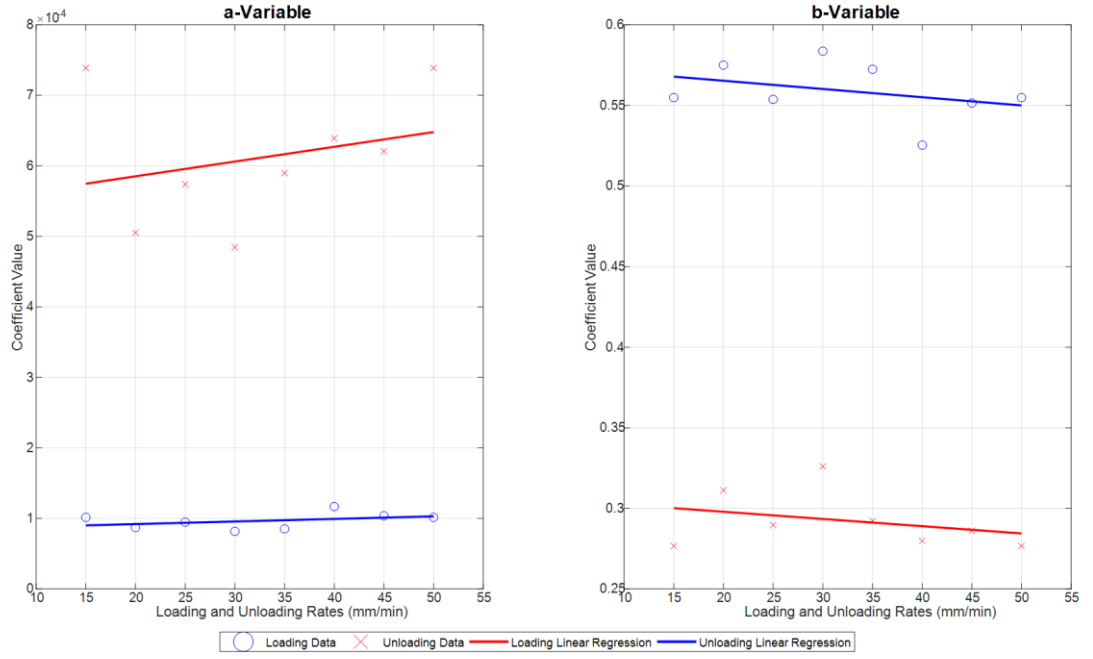 a-Variable
×10-4
8
7
6
5
4
3
2
1
0
Coefficient Value
10 15 20 25 30 35 40 45 50 55
Loading and Unloading Rates (mm/min)
b-Variable
0.6
0.55
0.5
0.45
0.4
0.35
0.3
0.25
Coefficient Value
10 15 20 25 30 35 40 45 50 55
Loading and Unloading Rates (mm/min)
Loading Data Unloading Data Loading Linear Regression Unloading Linear Regression